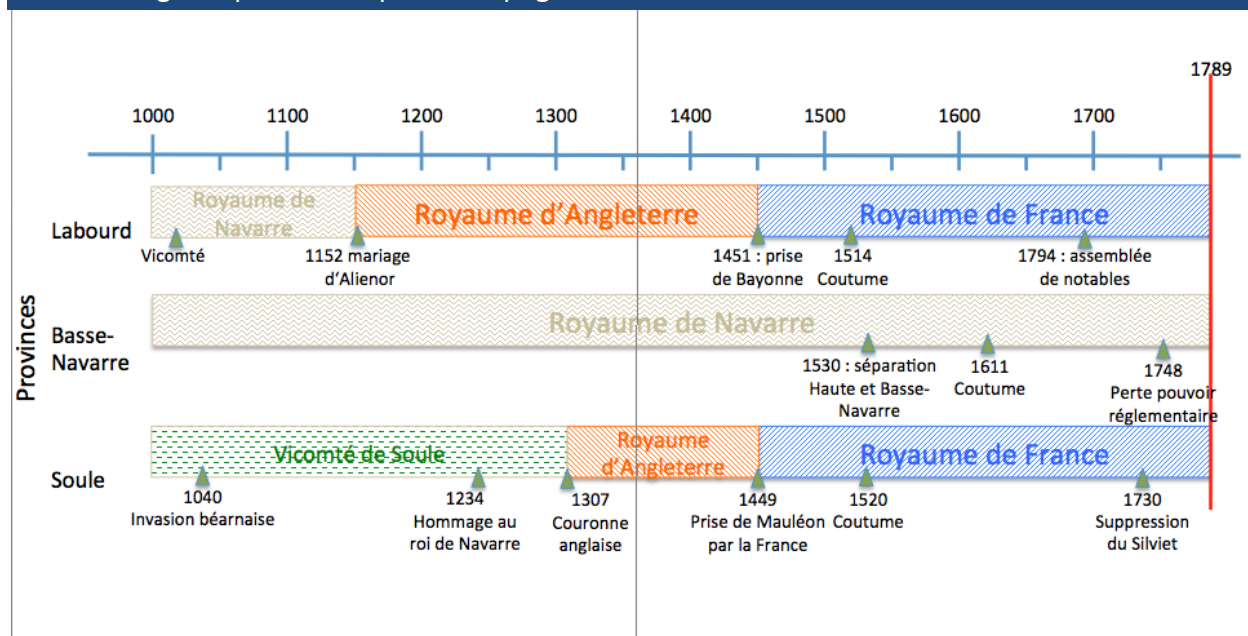 1789
1000 1100 1200 1300 1400 1500 1600 1700
Provinces
Labourd
Royaume de
Navarre
Royaume d’Angleterre
Royaume de France
Vicomté
1152 mariage
d’Alienor
1451 : prise
de Bayonne
1514
Coutume
1794 : assemblée
de notables
Basse-
Navarre
Royaume de Navarre
1530 : séparation
Haute et Basse-
Navarre
1611
Coutume
1748
Perte pouvoir
réglementaire
Soule
Vicomté de Soule
Royaume
d’Angleterre
Royaume de France
1040
Invasion béarnaise
1234
Hommage au
roi de Navarre
1307
Couronne
anglaise
1449
Prise de Mauléon
par la France
1520
Coutume
1730
Suppression
du Silviet